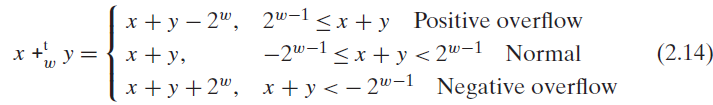 x + y − 2^w, 2^{w−1} ≤ x + y Positive overflow
x +^t_w y = { x + y, −2^{w−1} ≤ x + y < 2^{w−1} Normal (2.14)
x + y + 2^w, x + y < −2^{w−1} Negative overflow